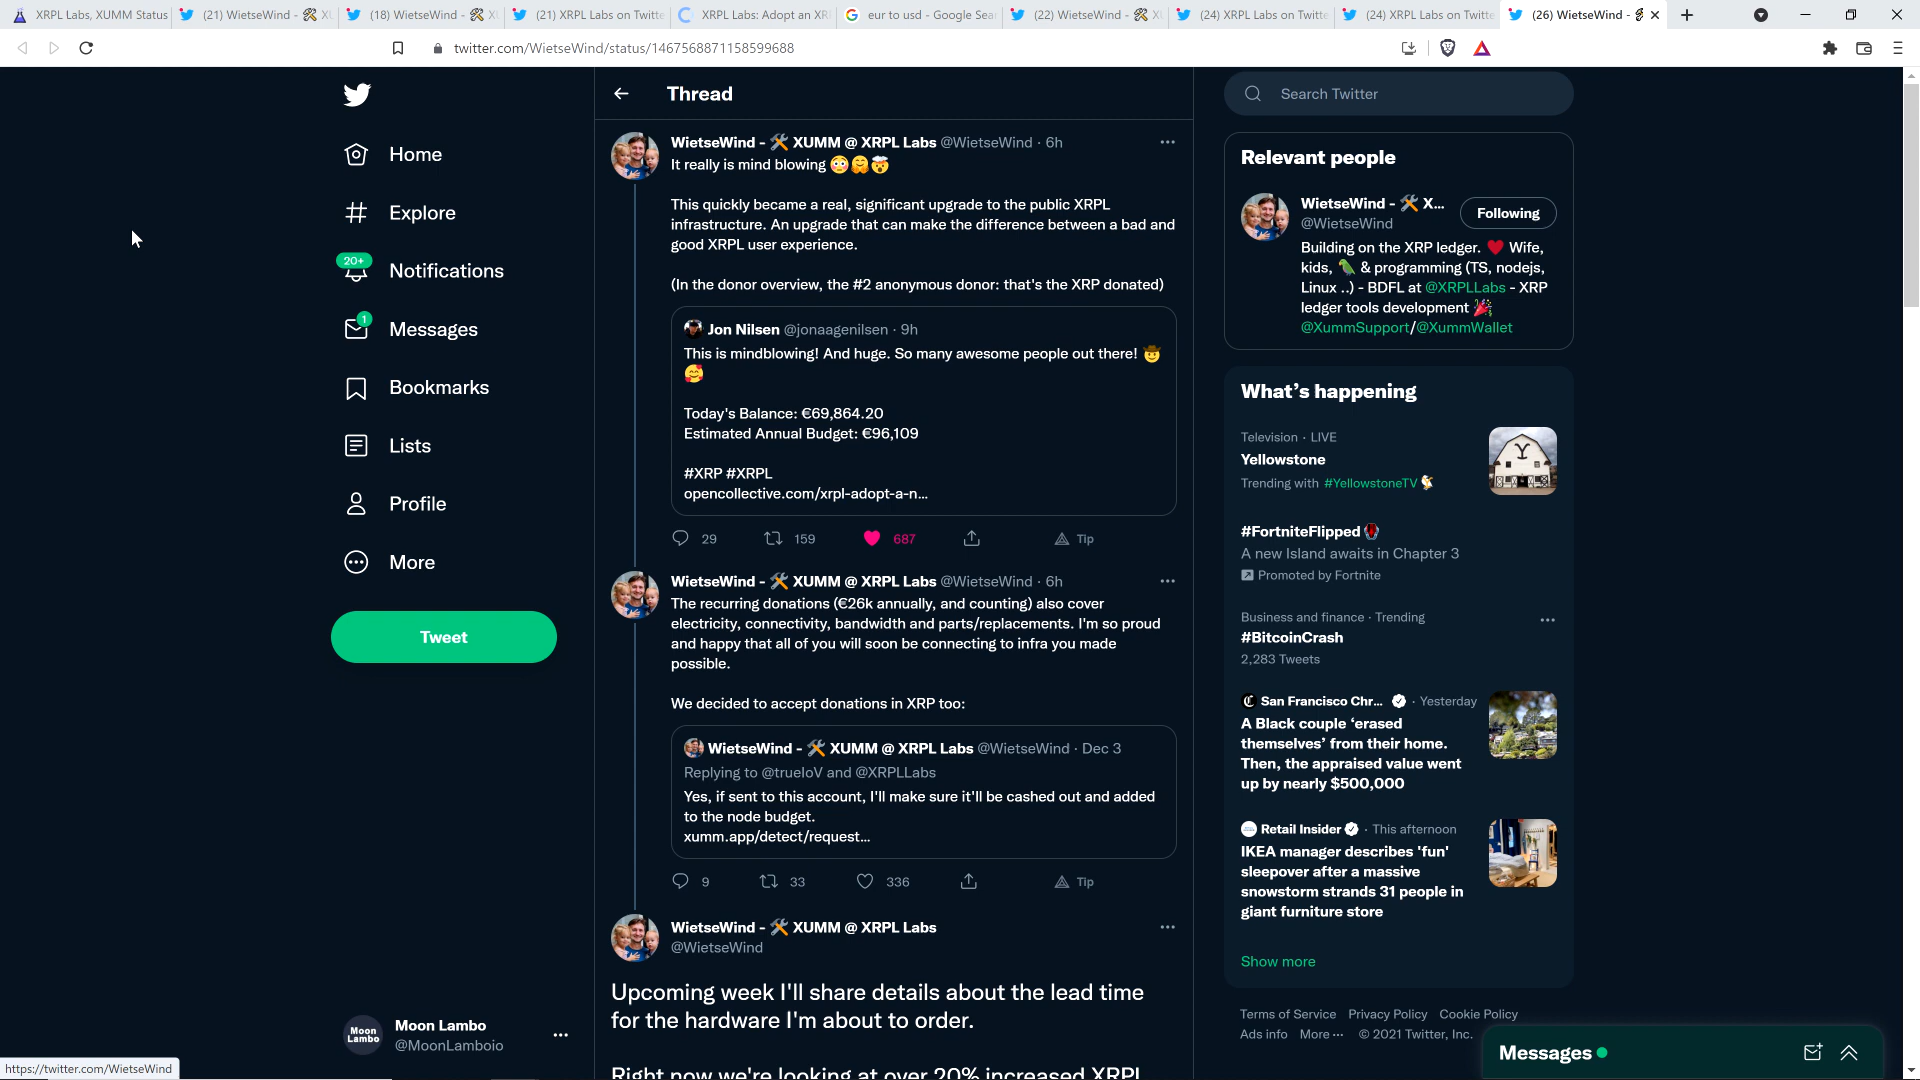 XRPL Labs, XUMM Status
(21) WietseWind - 🛠 XU
(18) WietseWind - 🛠 XU
(21) XRPL Labs on Twitte
XRPL Labs: Adopt an XR
eur to usd - Google Sea
(22) WietseWind - 🛠 XU
(24) XRPL Labs on Twitte
(24) XRPL Labs on Twitte
(26) WietseWind - 🛠
twitter.com/WietseWind/status/1467568871158599688
Home
Explore
20+
Notifications
1
Messages
Bookmarks
Lists
Profile
More
Tweet
Moon Lambo
Moon Lambo
@MoonLamboio
https://twitter.com/WietseWind
Thread
WietseWind - 🛠 XUMM @ XRPL Labs @WietseWind · 6h
It really is mind blowing 😳🤗🤯
This quickly became a real, significant upgrade to the public XRPL
infrastructure. An upgrade that can make the difference between a bad and
good XRPL user experience.
(In the donor overview, the #2 anonymous donor: that's the XRP donated)
Jon Nilsen @jonaagenilsen · 9h
This is mindblowing! And huge. So many awesome people out there! 🤠
🥰
Today's Balance: €69,864.20
Estimated Annual Budget: €96,109
#XRP #XRPL
opencollective.com/xrpl-adopt-a-n...
29 159 687 Tip
WietseWind - 🛠 XUMM @ XRPL Labs @WietseWind · 6h
The recurring donations (€26k annually, and counting) also cover
electricity, connectivity, bandwidth and parts/replacements. I'm so proud
and happy that all of you will soon be connecting to infra you made
possible.
We decided to accept donations in XRP too:
WietseWind - 🛠 XUMM @ XRPL Labs @WietseWind · Dec 3
Replying to @trueIoV and @XRPLLabs
Yes, if sent to this account, I'll make sure it'll be cashed out and added
to the node budget.
xumm.app/detect/request...
9 33 336 Tip
WietseWind - 🛠 XUMM @ XRPL Labs
@WietseWind
Upcoming week I'll share details about the lead time
for the hardware I'm about to order.
Right now we're looking at over 20% increased XRPL
Search Twitter
Relevant people
WietseWind - 🛠 X...
@WietseWind
Following
Building on the XRP ledger. ❤️ Wife,
kids, 🦜 & programming (TS, nodejs,
Linux ..) - BDFL at @XRPLLabs - XRP
ledger tools development 🎉
@XummSupport/@XummWallet
What's happening
Television · LIVE
Yellowstone
Trending with #YellowstoneTV
#FortniteFlipped
A new Island awaits in Chapter 3
Promoted by Fortnite
Business and finance · Trending
#BitcoinCrash
2,283 Tweets
San Francisco Chr... · Yesterday
A Black couple ‘erased
themselves’ from their home.
Then, the appraised value went
up by nearly $500,000
Retail Insider · This afternoon
IKEA manager describes 'fun'
sleepover after a massive
snowstorm strands 31 people in
giant furniture store
Show more
Terms of Service Privacy Policy Cookie Policy
Ads info More ··· © 2021 Twitter, Inc.
Messages